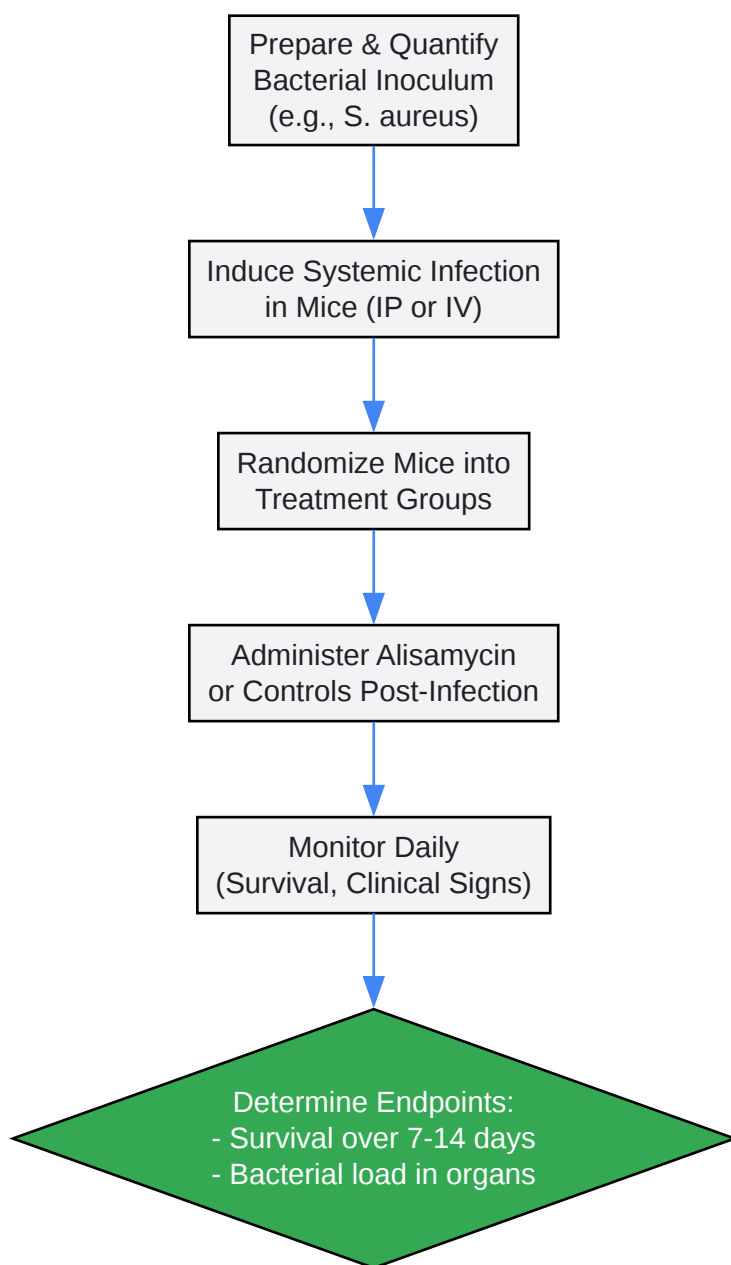 Prepare & Quantify
Bacterial Inoculum
(e.g., S. aureus)
Induce Systemic Infection
in Mice (IP or IV)
Randomize Mice into
Treatment Groups
Administer Alisamycin
or Controls Post-Infection
Monitor Daily
(Survival, Clinical Signs)
Determine Endpoints:
- Survival over 7-14 days
- Bacterial load in organs